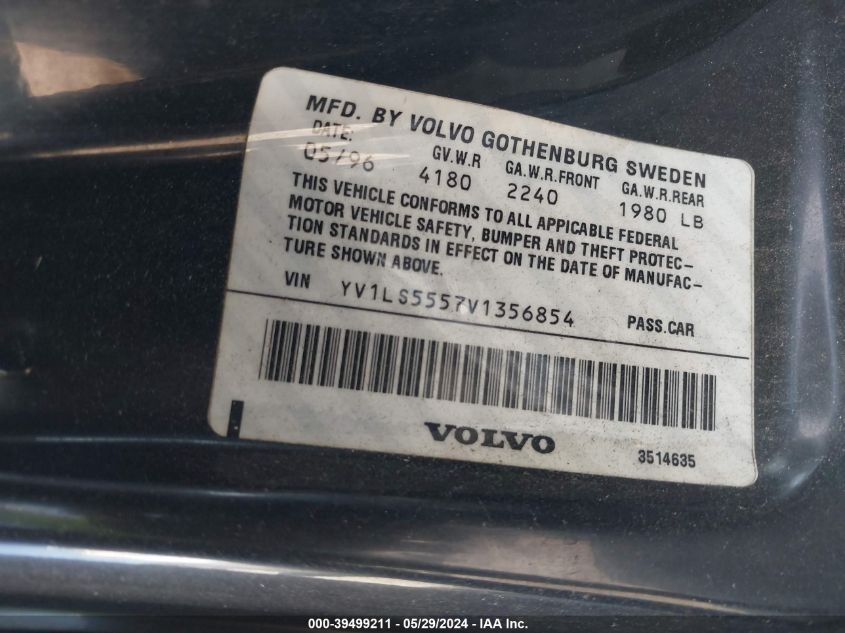 MFD. BY VOLVO GOTHENBURG SWEDEN
DATE: GV.W.R GA.W.R.FRONT GA.W.R.REAR
05/96 4180 2240 1980 LB
THIS VEHICLE CONFORMS TO ALL APPICABLE FEDERAL
MOTOR VEHICLE SAFETY, BUMPER AND THEFT PROTEC-
TION STANDARDS IN EFFECT ON THE DATE OF MANUFAC-
TURE SHOWN ABOVE.
VIN YV1LS5557V1356854 PASS.CAR
VOLVO
3514635
000-39499211 - 05/29/2024 - IAA Inc.